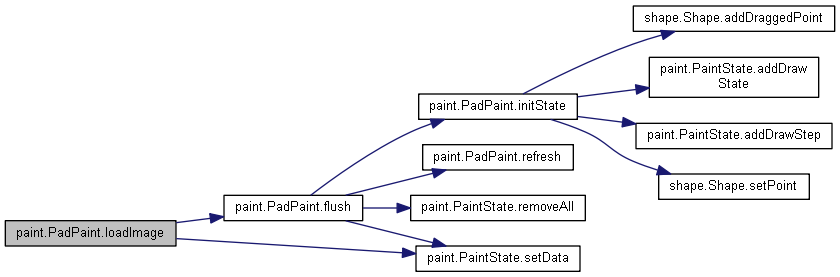 shape.Shape.addDraggedPoint
paint.PaintState.addDraw
State
paint.PadPaint.initState
paint.PaintState.addDrawStep
paint.PadPaint.refresh
shape.Shape.setPoint
paint.PadPaint.flush
paint.PaintState.removeAll
paint.PadPaint.loadImage
paint.PaintState.setData